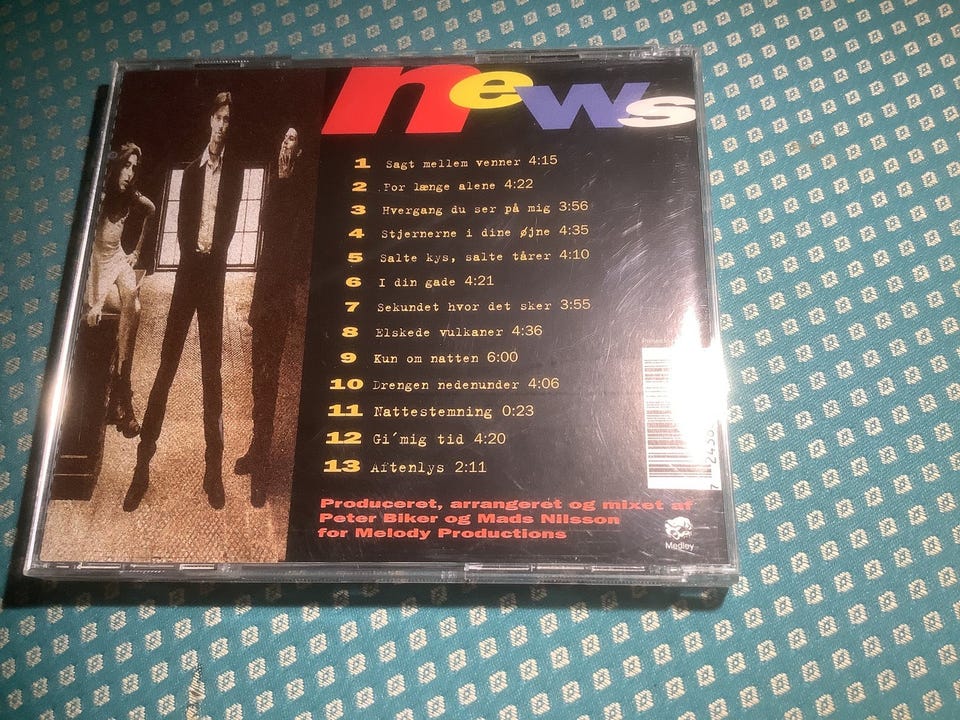 news
1 Sagt mellem venner 4:15
2 For længe alene 4:22
3 Hvergang du ser på mig 3:56
4 Stjernerne i dine øjne 4:35
5 Salte kys, salte tårer 4:10
6 I din gade 4:21
7 Sekundet hvor det sker 3:55
8 Elskede vulkaner 4:36
9 Kun om natten 6:00
10 Drengen nedenunder 4:06
11 Nattestemning 0:23
12 Gi´mig tid 4:20
13 Aftenlys 2:11
Produceret, arrangeret og mixet af
Peter Biker og Mads Nilsson
for Melody Productions
Medley